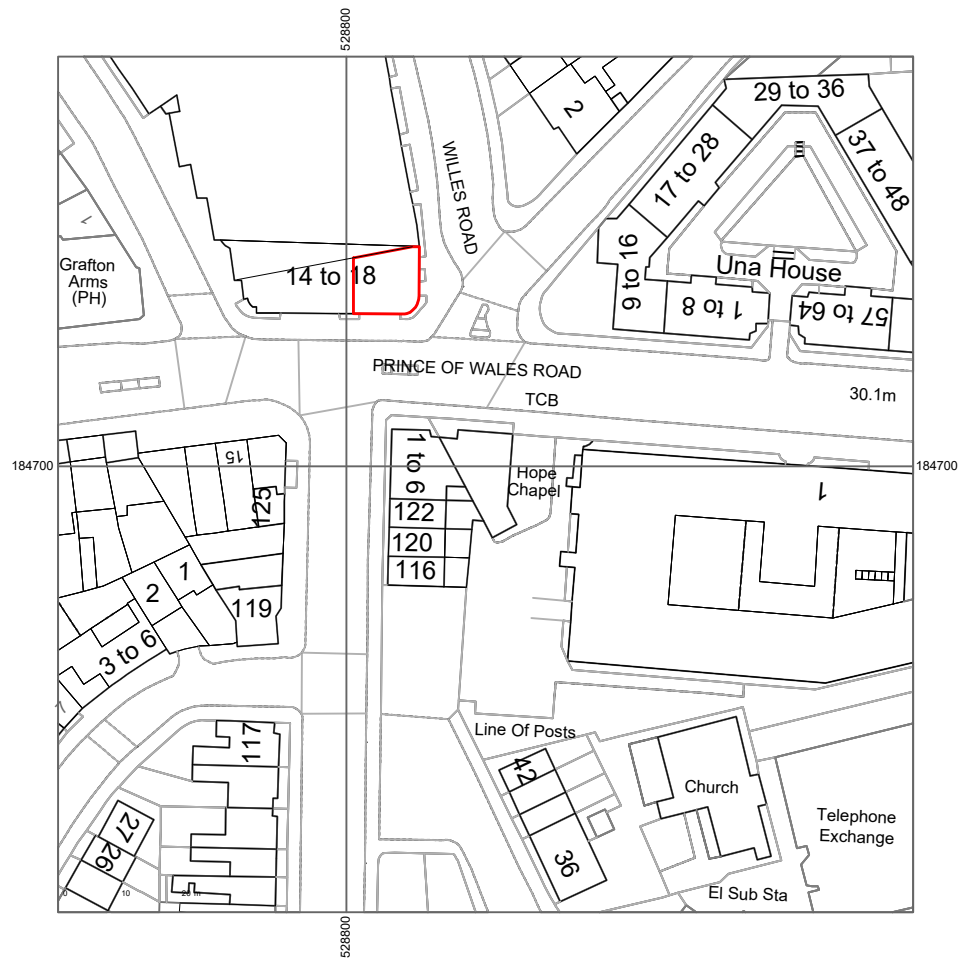 528800
29 to 36
2
17 to 28
37 to 48
WILLES ROAD
1
Grafton
Arms
(PH)
14 to 18
9 to 16
Una House
1 to 8
57 to 64
PRINCE OF WALES ROAD
30.1m
TCB
184700
184700
15
1 to 6
Hope
Chapel
1
125
122
120
116
1
2
119
3 to 6
117
Line Of Posts
42
Church
Telephone
Exchange
27
26
36
El Sub Sta
0
10
20 m
528800